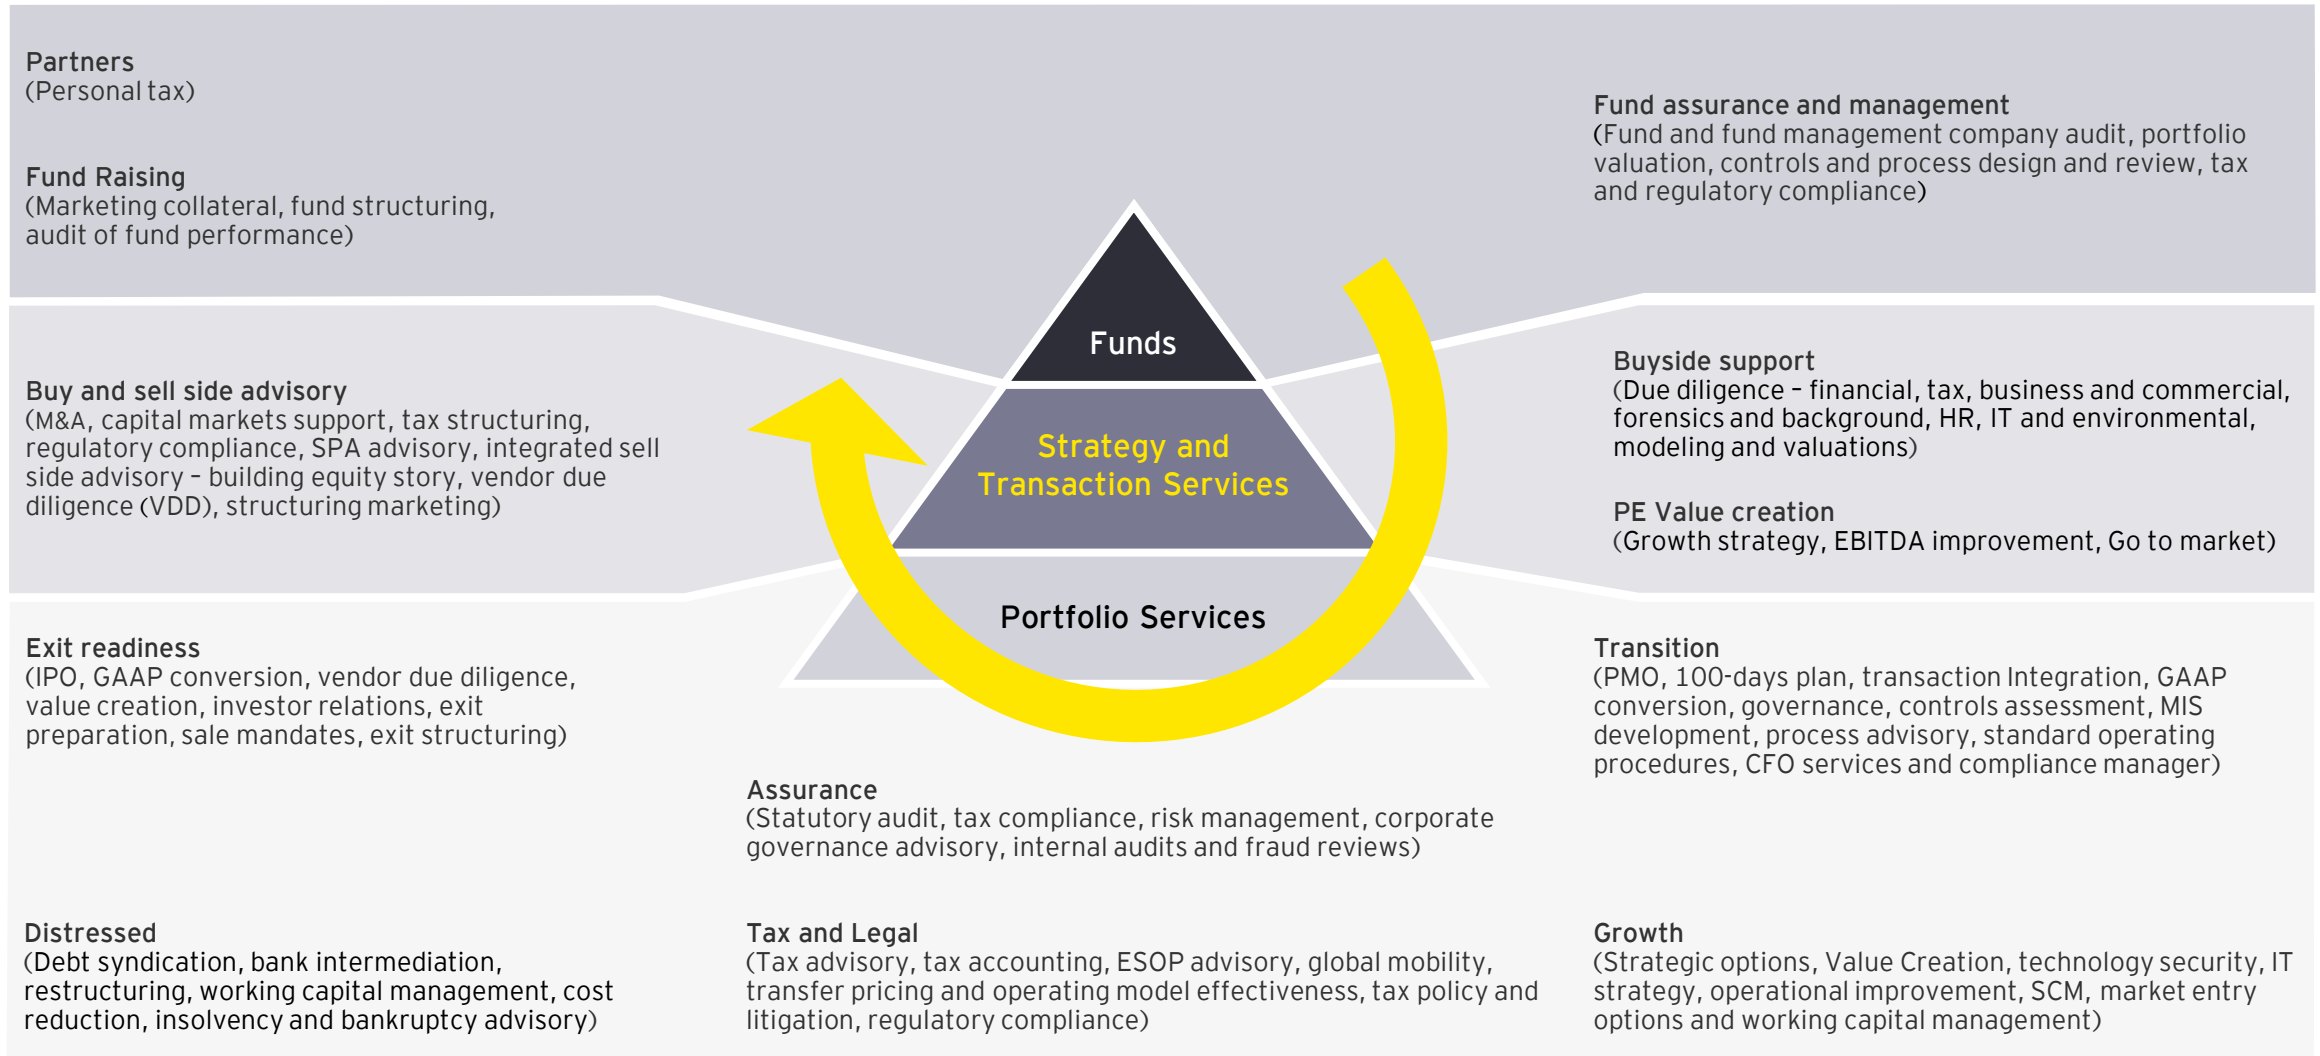 Partners
(Personal tax)
Fund Raising
(Marketing collateral, fund structuring,
audit of fund performance)
Fund assurance and management
(Fund and fund management company audit, portfolio
valuation, controls and process design and review, tax
and regulatory compliance)
Funds
Buy and sell side advisory
(M&A, capital markets support, tax structuring,
regulatory compliance, SPA advisory, integrated sell
side advisory – building equity story, vendor due
diligence (VDD), structuring marketing)
Strategy and
Transaction Services
Buyside support
(Due diligence – financial, tax, business and commercial,
forensics and background, HR, IT and environmental,
modeling and valuations)
PE Value creation
(Growth strategy, EBITDA improvement, Go to market)
Portfolio Services
Exit readiness
(IPO, GAAP conversion, vendor due diligence,
value creation, investor relations, exit
preparation, sale mandates, exit structuring)
Transition
(PMO, 100-days plan, transaction Integration, GAAP
conversion, governance, controls assessment, MIS
development, process advisory, standard operating
procedures, CFO services and compliance manager)
Assurance
(Statutory audit, tax compliance, risk management, corporate
governance advisory, internal audits and fraud reviews)
Distressed
(Debt syndication, bank intermediation,
restructuring, working capital management, cost
reduction, insolvency and bankruptcy advisory)
Tax and Legal
(Tax advisory, tax accounting, ESOP advisory, global mobility,
transfer pricing and operating model effectiveness, tax policy and
litigation, regulatory compliance)
Growth
(Strategic options, Value Creation, technology security, IT
strategy, operational improvement, SCM, market entry
options and working capital management)